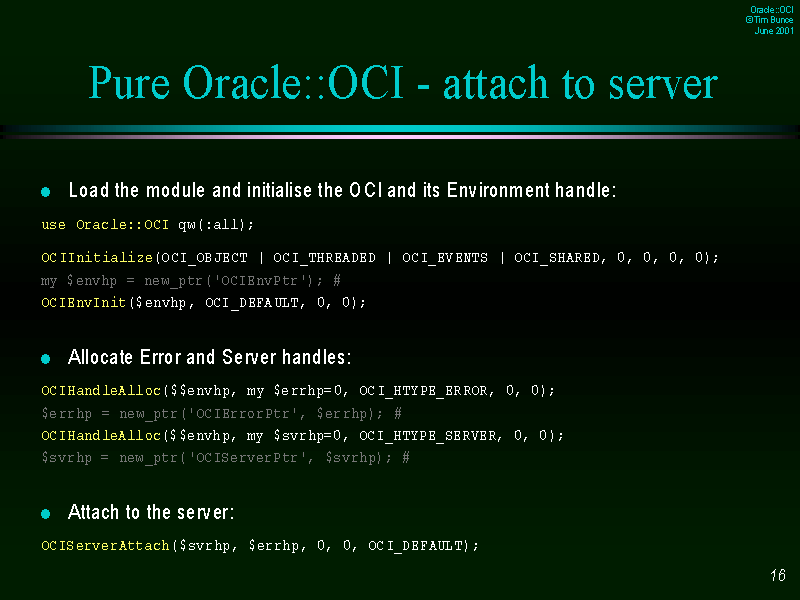 Oracle::OCI
©Tim Bunce
June 2001
Pure Oracle::OCI - attach to server
Load the module and initialise the OCI and its Environment handle:
use Oracle::OCI qw(:all);
OCIInitialize(OCI_OBJECT | OCI_THREADED | OCI_EVENTS | OCI_SHARED, 0, 0, 0, 0);
my $envhp = new_ptr('OCIEnvPtr'); #
OCIEnvInit($envhp, OCI_DEFAULT, 0, 0);
Allocate Error and Server handles:
OCIHandleAlloc($$envhp, my $errhp=0, OCI_HTYPE_ERROR, 0, 0);
$errhp = new_ptr('OCIErrorPtr', $errhp); #
OCIHandleAlloc($$envhp, my $svrhp=0, OCI_HTYPE_SERVER, 0, 0);
$svrhp = new_ptr('OCIServerPtr', $svrhp); #
Attach to the server:
OCIServerAttach($svrhp, $errhp, 0, 0, OCI_DEFAULT);
16